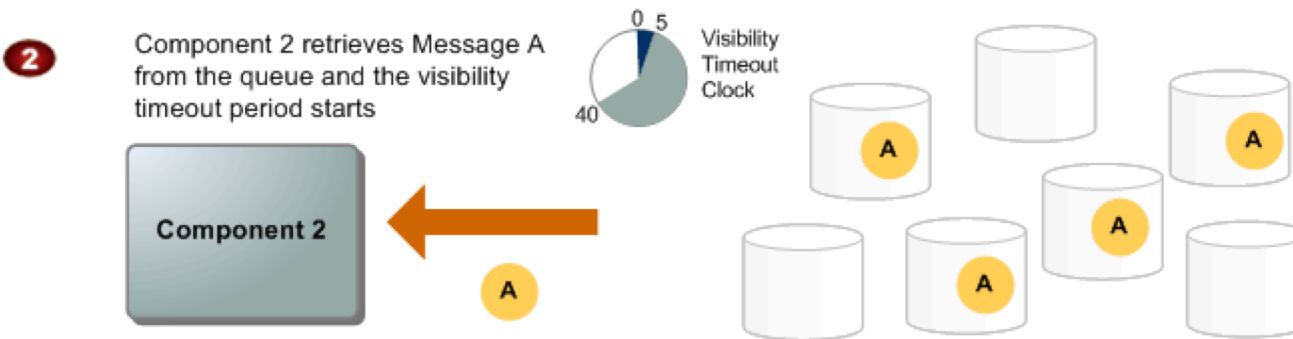 2
Component 2 retrieves Message A
from the queue and the visibility
timeout period starts
0 5
40
Visibility
Timeout
Clock
Component 2
A
A
A
A
A